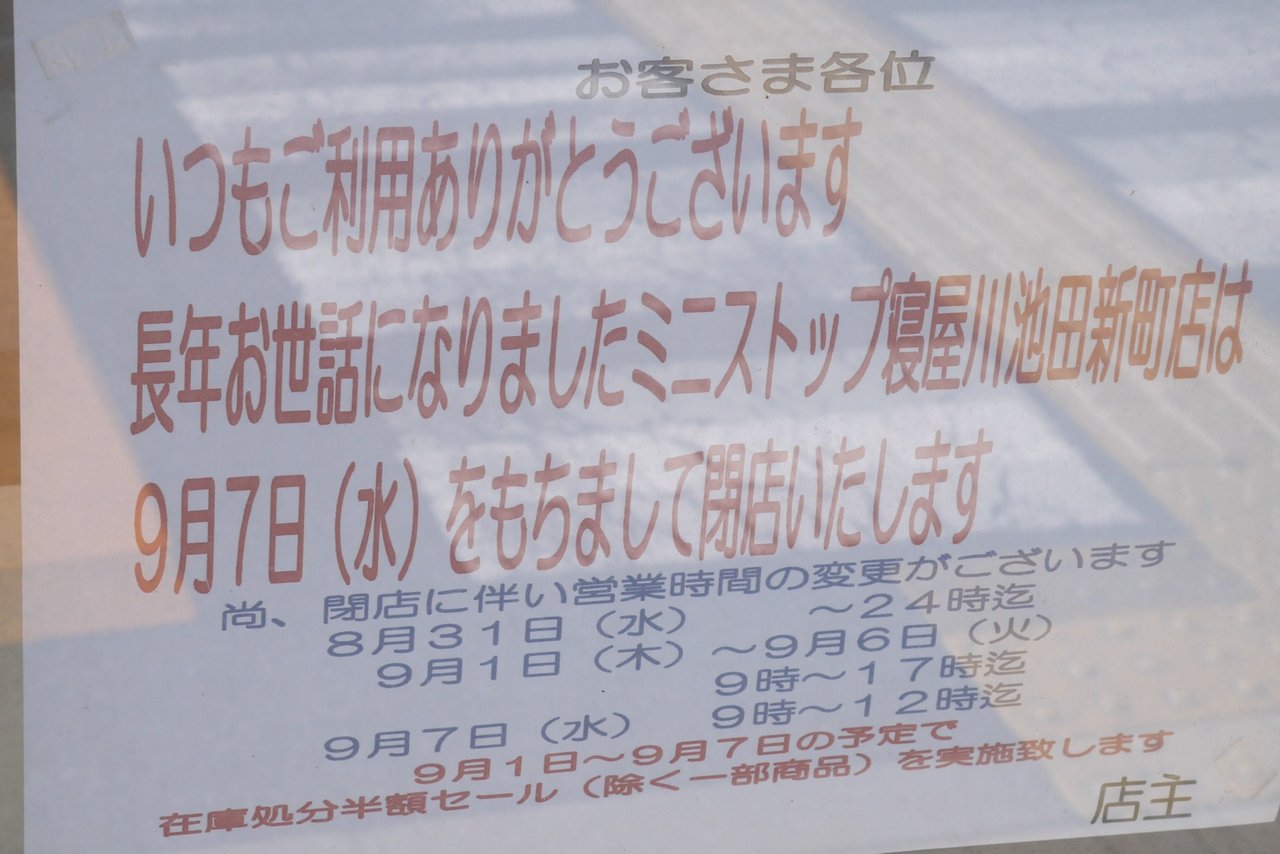 お客さま各位
いつもご利用ありがとうございます
長年お世話になりましたミニストップ寝屋川池田新町店は
9月7日（水）をもちまして閉店いたします
尚、閉店に伴い営業時間の変更がございます
８月３１日（水）　　　～２４時迄
９月１日（木）～９月６日（火）
９時～１７時迄
９月７日（水）　　９時～１２時迄
９月１日～９月７日の予定で
在庫処分半額セール（除く一部商品）を実施致します
店主